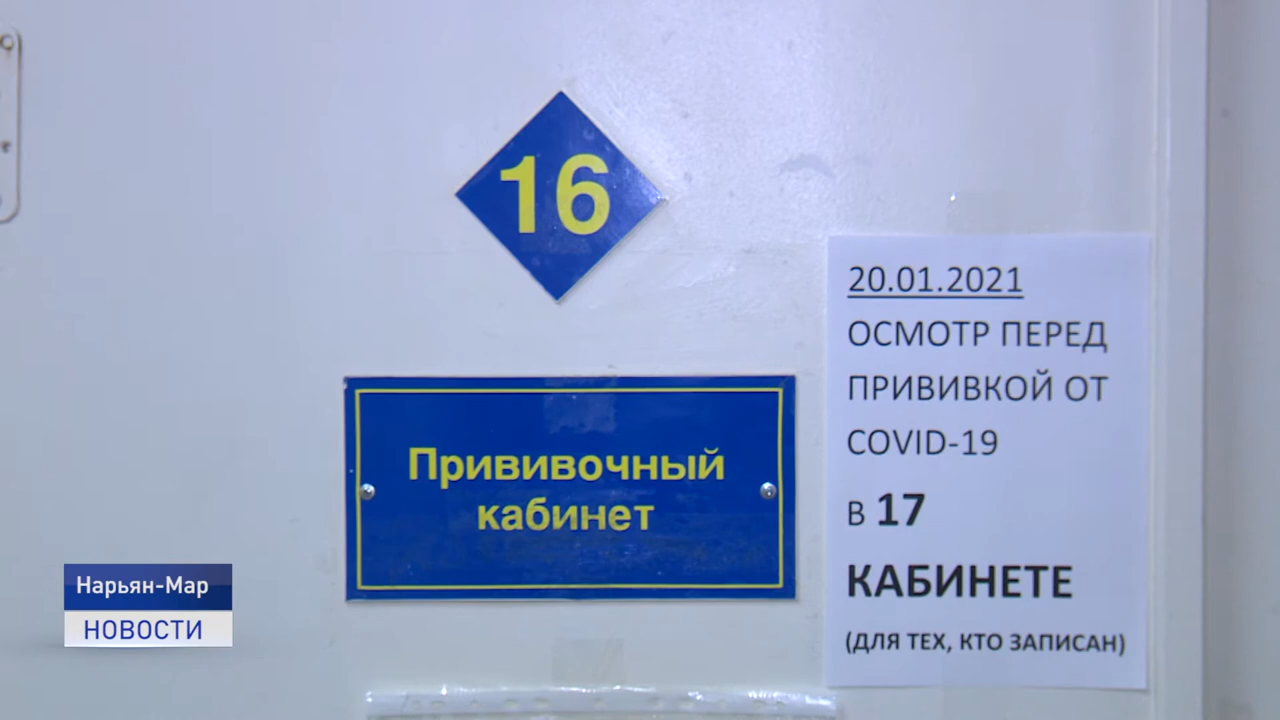 16
Прививочный
кабинет
20.01.2021
ОСМОТР ПЕРЕД
ПРИВИВКОЙ ОТ
COVID-19
В 17
КАБИНЕТЕ
(ДЛЯ ТЕХ, КТО ЗАПИСАН)
Нарьян-Мар
НОВОСТИ